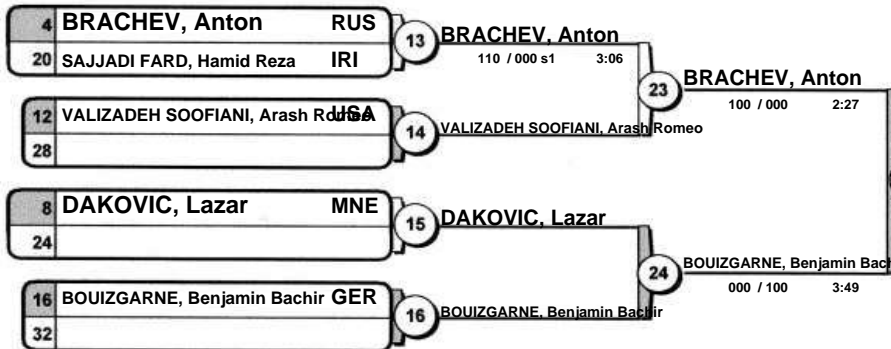 4 BRACHEV, Anton RUS
20 SAJJADI FARD, Hamid Reza IRI
13 BRACHEV, Anton
110 / 000 s1 3:06
12 VALIZADEH SOOFIANI, Arash Romeo USA
28
14 VALIZADEH SOOFIANI, Arash Romeo
23 BRACHEV, Anton
100 / 000 2:27
8 DAKOVIC, Lazar MNE
24
15 DAKOVIC, Lazar
16 BOUIZGARNE, Benjamin Bachir GER
32
16 BOUIZGARNE, Benjamin Bachir
24 BOUIZGARNE, Benjamin Bach
000 / 100 3:49